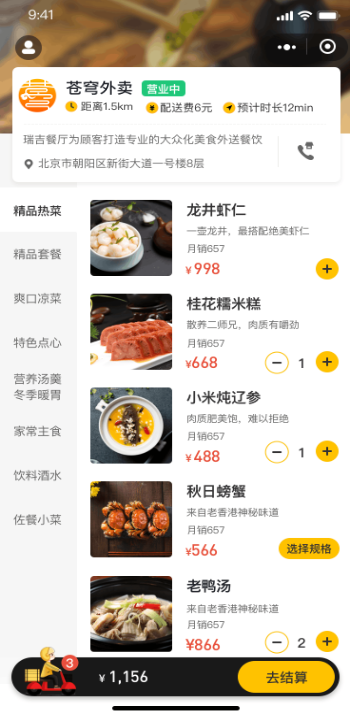 9:41
苍穹外卖 营业中
距离1.5km 配送费6元 预计时长12min
瑞吉餐厅为顾客打造专业的大众化美食外送餐饮
北京市朝阳区新街大道一号楼8层
精品热菜
精品套餐
爽口凉菜
特色点心
营养汤羹
冬季暖胃
家常主食
饮料酒水
佐餐小菜
龙井虾仁
一壶龙井，最搭配绝美虾仁
月销657
¥998
桂花糯米糕
散养二师兄，肉质有嚼劲
月销657
¥668 1
小米炖辽参
肉质肥美饱，难以拒绝
月销657
¥488 1
秋日螃蟹
来自老香港神秘味道
月销657
¥566 选择规格
老鸭汤
来自老香港神秘味道
月销657
¥866 2
3 ¥1,156 去结算